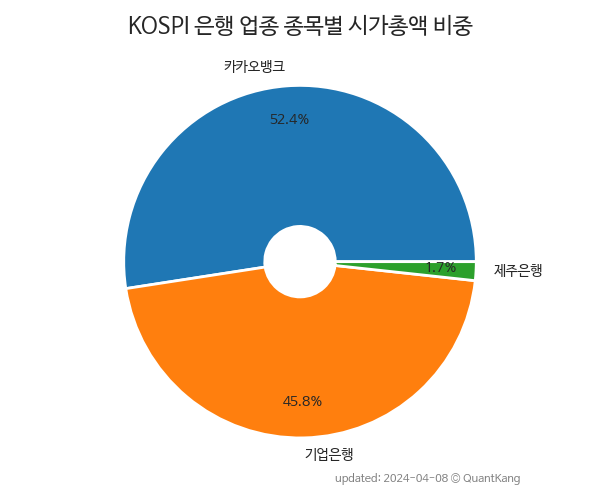 KOSPI 은행 업종 종목별 시가총액 비중
카카오뱅크
52.4%
1.7%
제주은행
45.8%
기업은행
updated: 2024-04-08 © QuantKang